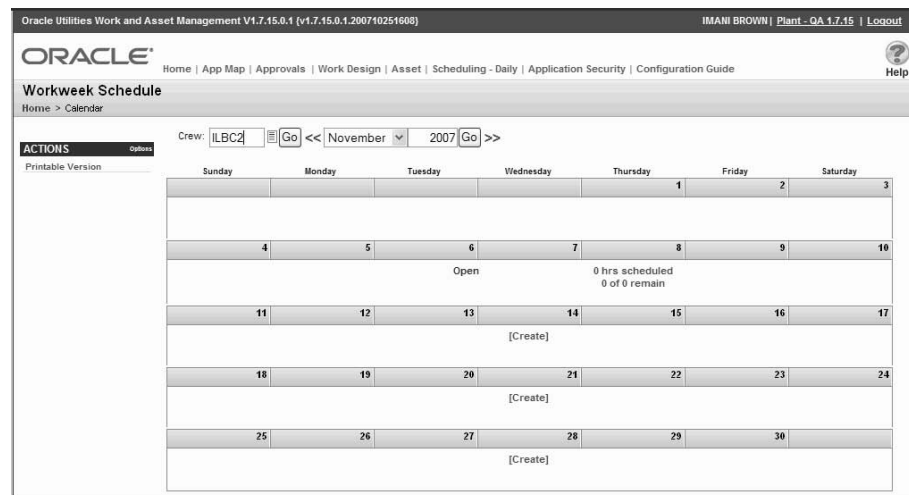 Oracle Utilities Work and Asset Management V1.7.15.0.1 {v1.7.15.0.1.200710251608} IMANI BROWN | Plant - QA 1.7.15 | Logout
ORACLE®
Home | App Map | Approvals | Work Design | Asset | Scheduling - Daily | Application Security | Configuration Guide
? Help
Workweek Schedule
Home > Calendar
Crew: ILBC2 Go << November 2007 Go >>
ACTIONS Options
Printable Version
Sunday Monday Tuesday Wednesday Thursday Friday Saturday
1 2 3
4 5 6 7 8 9 10
Open 0 hrs scheduled
0 of 0 remain
11 12 13 14 15 16 17
[Create]
18 19 20 21 22 23 24
[Create]
25 26 27 28 29 30
[Create]